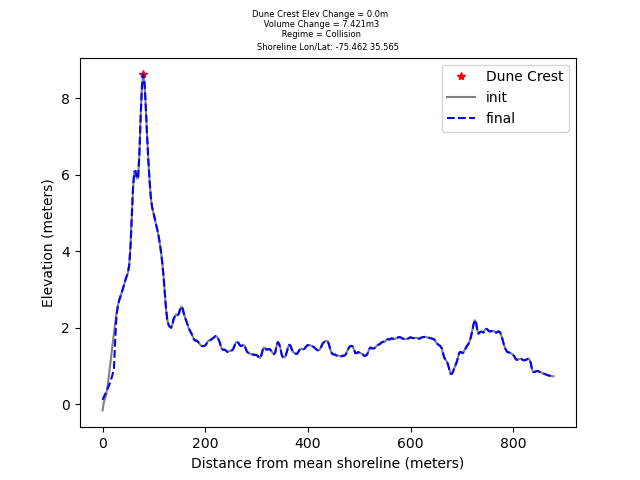 Dune Crest Elev Change = 0.0m
Volume Change = 7.421m3
Regime = Collision
Shoreline Lon/Lat: -75.462 35.565
Dune Crest
init
final
Elevation (meters)
8
6
4
2
0
0 200 400 600 800
Distance from mean shoreline (meters)